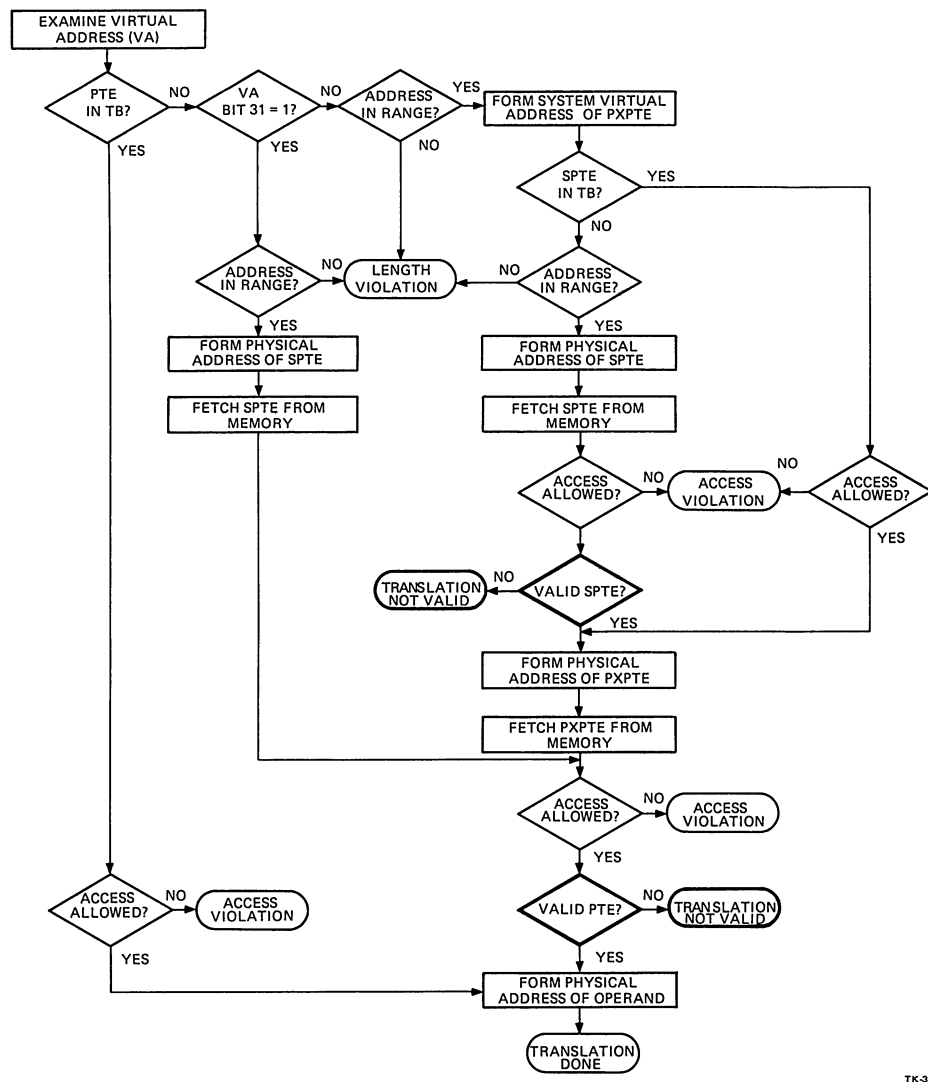 EXAMINE VIRTUAL
ADDRESS (VA)
PTE
IN TB?
NO
YES
VA
BIT 31 = 1?
NO
YES
ADDRESS
IN RANGE?
YES
NO
FORM SYSTEM VIRTUAL
ADDRESS OF PXPTE
SPTE
IN TB?
YES
NO
ADDRESS
IN RANGE?
NO
YES
LENGTH
VIOLATION
NO
ADDRESS
IN RANGE?
YES
FORM PHYSICAL
ADDRESS OF SPTE
FORM PHYSICAL
ADDRESS OF SPTE
FETCH SPTE FROM
MEMORY
FETCH SPTE FROM
MEMORY
ACCESS
ALLOWED?
NO
ACCESS
VIOLATION
NO
ACCESS
ALLOWED?
YES
TRANSLATION
NOT VALID
NO
VALID SPTE?
YES
FORM PHYSICAL
ADDRESS OF PXPTE
FETCH PXPTE FROM
MEMORY
ACCESS
ALLOWED?
NO
ACCESS
VIOLATION
YES
ACCESS
ALLOWED?
NO
ACCESS
VIOLATION
YES
VALID PTE?
NO
TRANSLATION
NOT VALID
YES
FORM PHYSICAL
ADDRESS OF OPERAND
TRANSLATION
DONE
TK-3